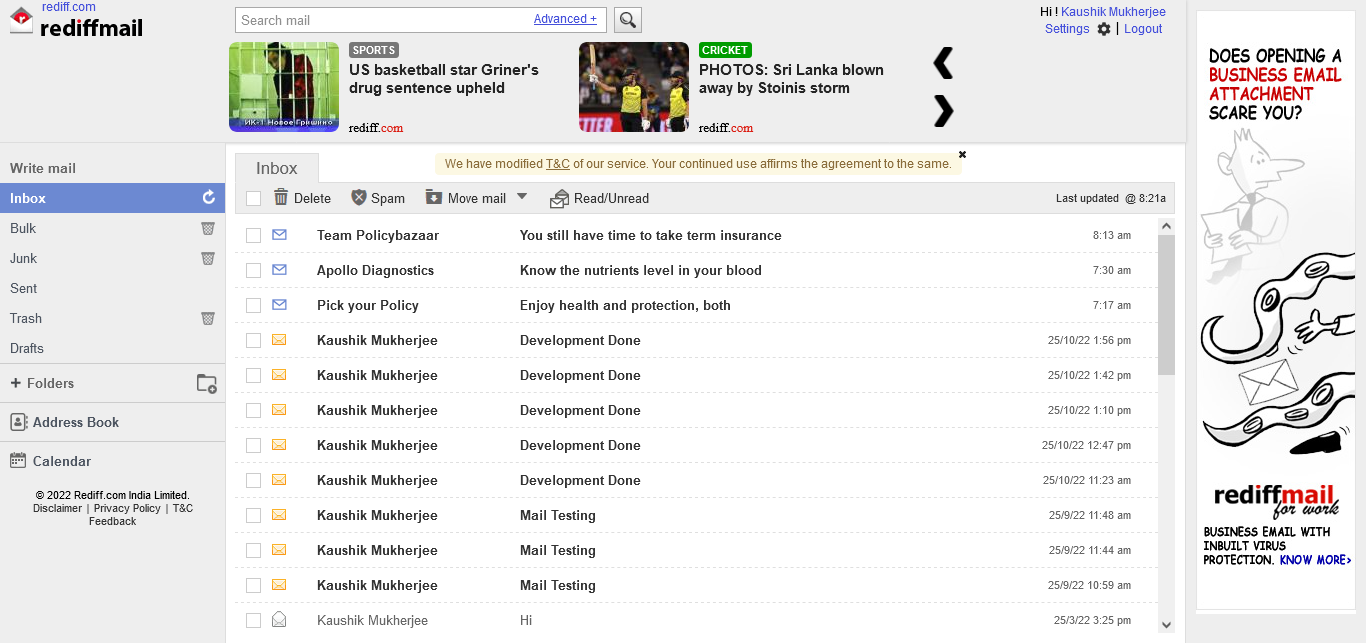 rediff.com
rediffmail
Search mail
Advanced +
Hi ! Kaushik Mukherjee
Settings | Logout
SPORTS
US basketball star Griner's
drug sentence upheld
rediff.com
ИК-1 Новое Гришино
CRICKET
PHOTOS: Sri Lanka blown
away by Stoinis storm
rediff.com
Write mail
Inbox
Bulk
Junk
Sent
Trash
Drafts
+ Folders
Address Book
Calendar
© 2022 Rediff.com India Limited.
Disclaimer | Privacy Policy | T&C
Feedback
Inbox
We have modified T&C of our service. Your continued use affirms the agreement to the same.
Delete Spam Move mail Read/Unread Last updated @ 8:21a
Team Policybazaar You still have time to take term insurance 8:13 am
Apollo Diagnostics Know the nutrients level in your blood 7:30 am
Pick your Policy Enjoy health and protection, both 7:17 am
Kaushik Mukherjee Development Done 25/10/22 1:56 pm
Kaushik Mukherjee Development Done 25/10/22 1:42 pm
Kaushik Mukherjee Development Done 25/10/22 1:10 pm
Kaushik Mukherjee Development Done 25/10/22 12:47 pm
Kaushik Mukherjee Development Done 25/10/22 11:23 am
Kaushik Mukherjee Mail Testing 25/9/22 11:48 am
Kaushik Mukherjee Mail Testing 25/9/22 11:44 am
Kaushik Mukherjee Mail Testing 25/9/22 10:59 am
Kaushik Mukherjee Hi 25/3/22 3:25 pm
DOES OPENING A
BUSINESS EMAIL
ATTACHMENT
SCARE YOU?
rediffmail
for work
BUSINESS EMAIL WITH
INBUILT VIRUS
PROTECTION. KNOW MORE>